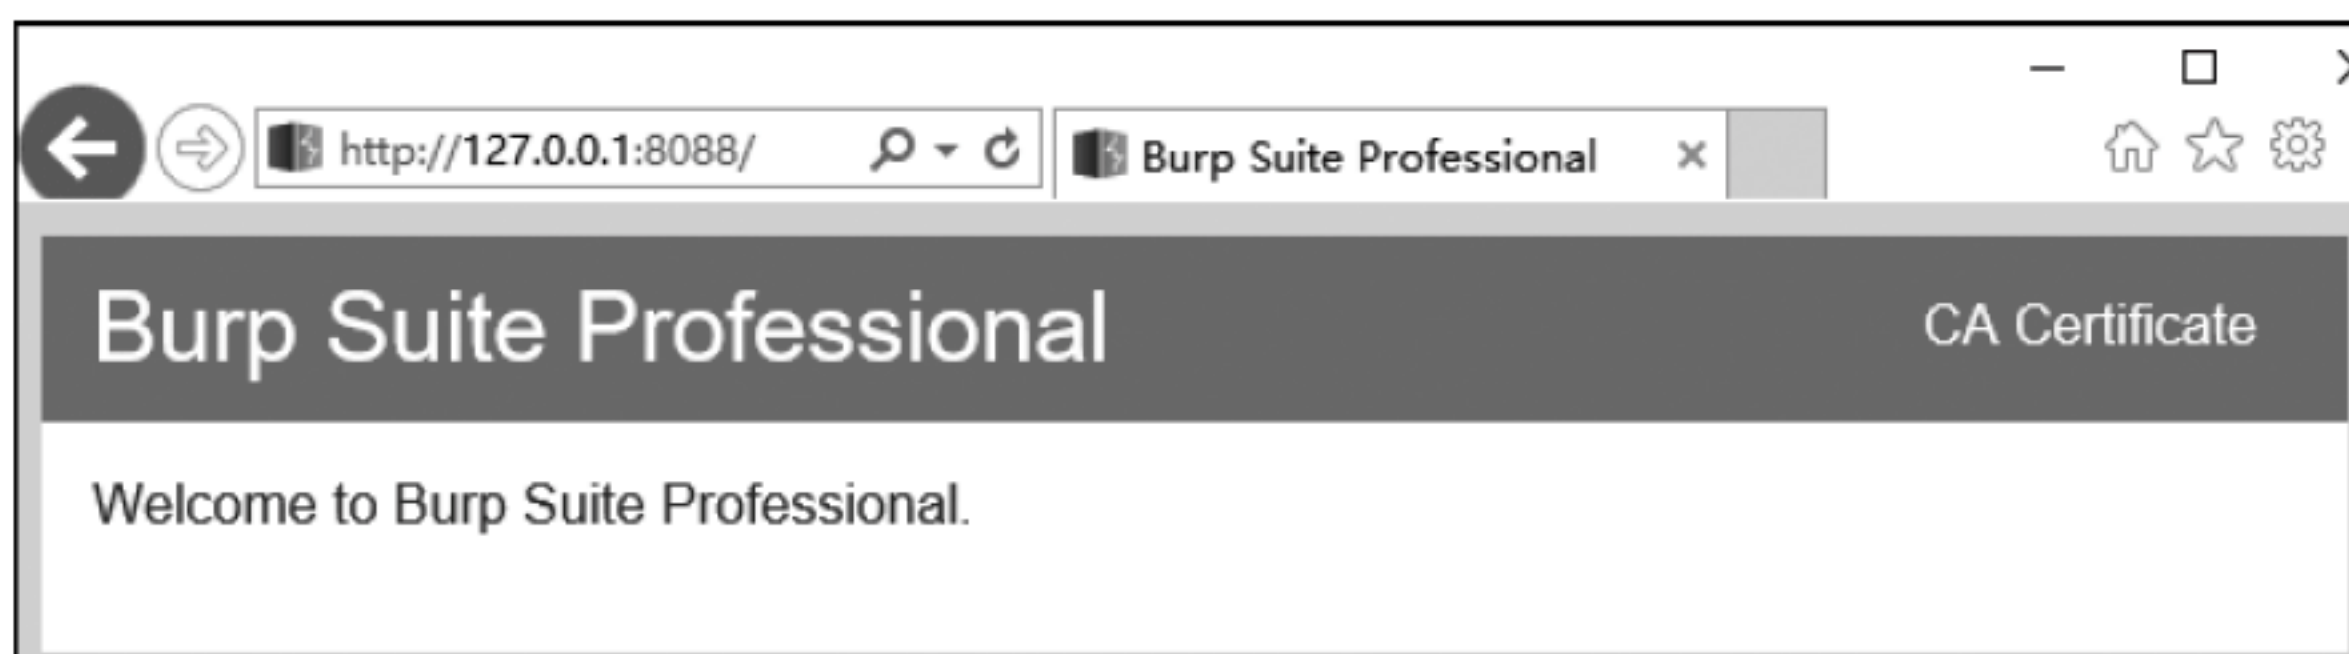 http://127.0.0.1:8088/
Burp Suite Professional
Burp Suite Professional
CA Certificate
Welcome to Burp Suite Professional.